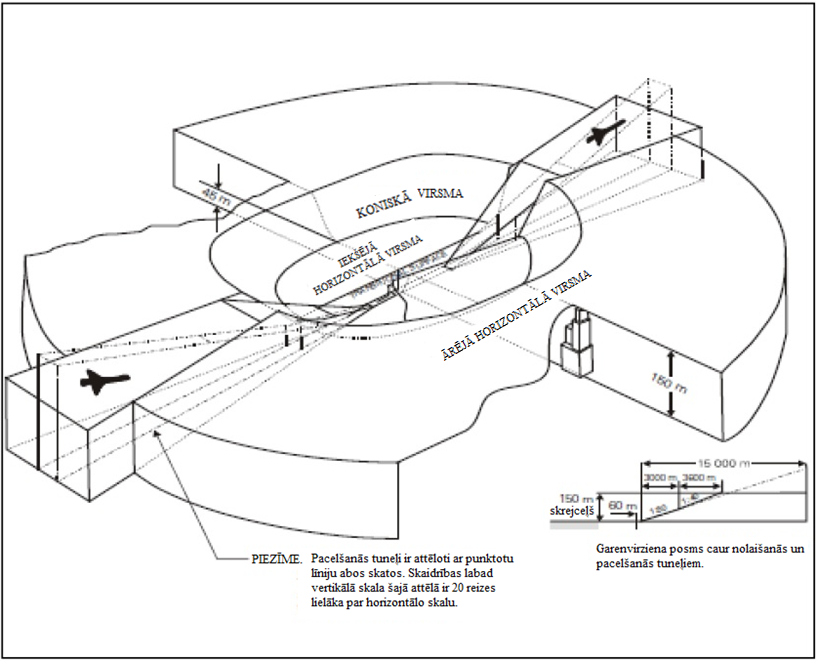 45 m
KONISKĀ VIRSMA
IEKŠĒJĀ
HORIZONTĀLĀ VIRSMA
ĀRĒJĀ HORIZONTĀLĀ VIRSMA
150 m
15 000 m
3000 m
3600 m
150 m
skrejceļš
60 m
1:50
1:40
Garenvirziena posms caur nolaišanās un
pacelšanās tuneļiem.
PIEZĪME. Pacelšanās tuneļi ir attēloti ar punktotu
līniju abos skatos. Skaidrības labad
vertikālā skala šajā attēlā ir 20 reizes
lielāka par horizontālo skalu.